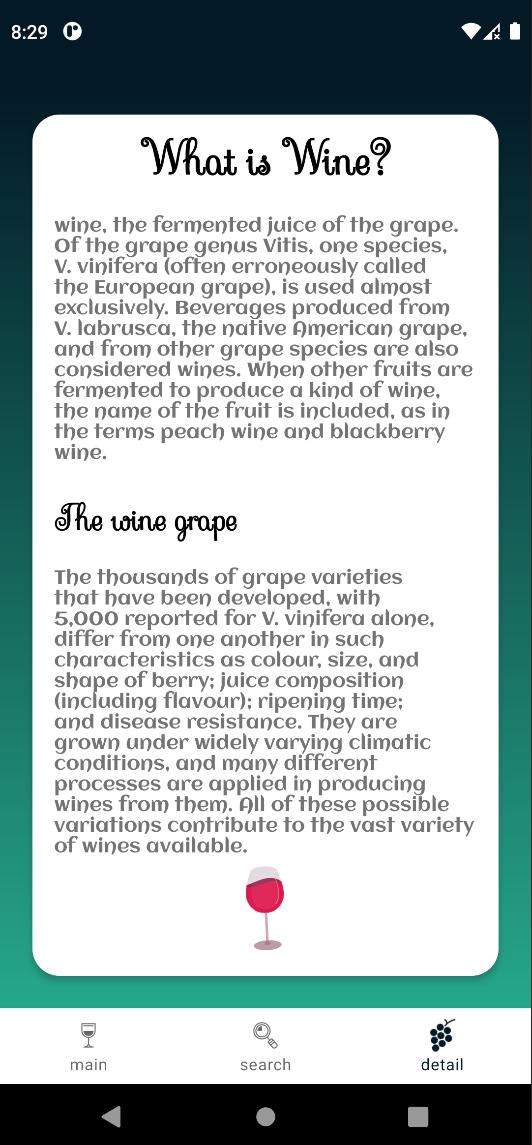 8:29
What is Wine?
wine, the fermented juice of the grape.
Of the grape genus Vitis, one species,
V. vinifera (often erroneously called
the European grape), is used almost
exclusively. Beverages produced from
V. labrusca, the native American grape,
and from other grape species are also
considered wines. When other fruits are
fermented to produce a kind of wine,
the name of the fruit is included, as in
the terms peach wine and blackberry
wine.
The wine grape
The thousands of grape varieties
that have been developed, with
5,000 reported for V. vinifera alone,
differ from one another in such
characteristics as colour, size, and
shape of berry; juice composition
(including flavour); ripening time;
and disease resistance. They are
grown under widely varying climatic
conditions, and many different
processes are applied in producing
wines from them. All of these possible
variations contribute to the vast variety
of wines available.
main search detail